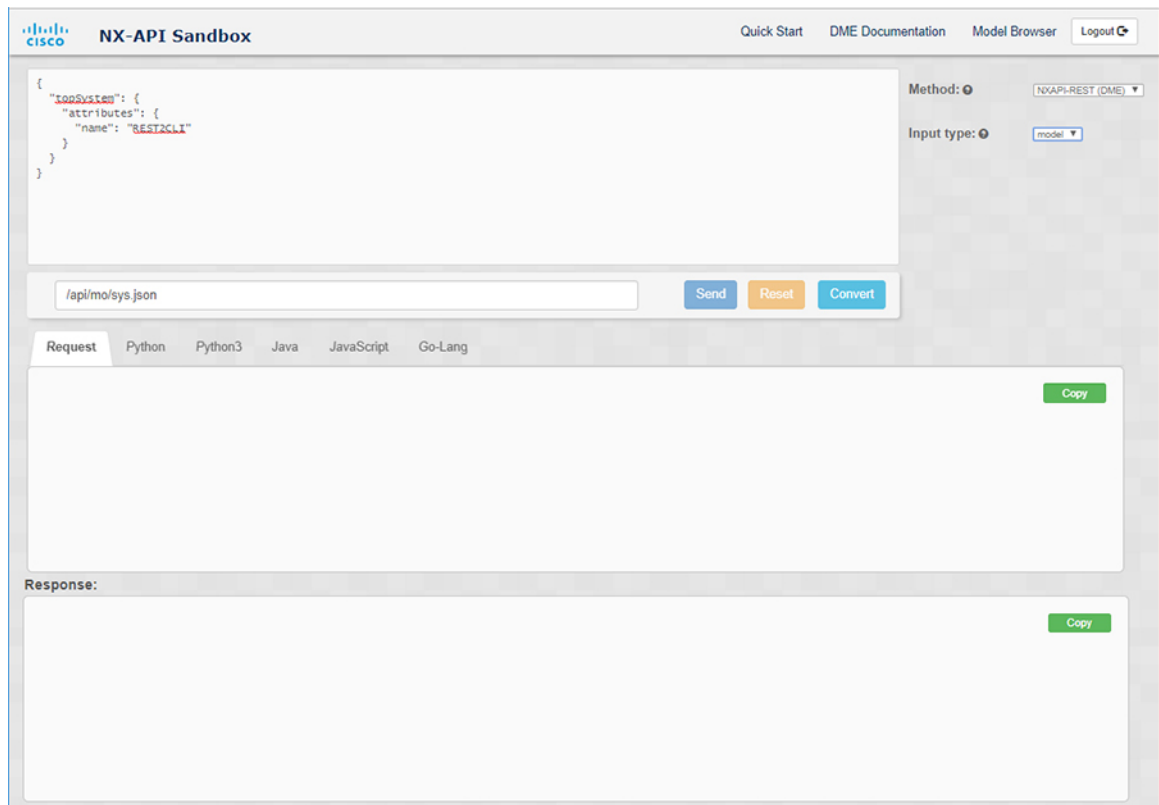 CISCO NX-API Sandbox Quick Start DME Documentation Model Browser Logout
{
"topSystem": {
"attributes": {
"name": "REST2CLI"
}
}
}
Method:
NXAPI-REST (DME)
Input type:
model
/api/mo/sys.json Send Reset Convert
Request Python Python3 Java JavaScript Go-Lang
Copy
Response:
Copy